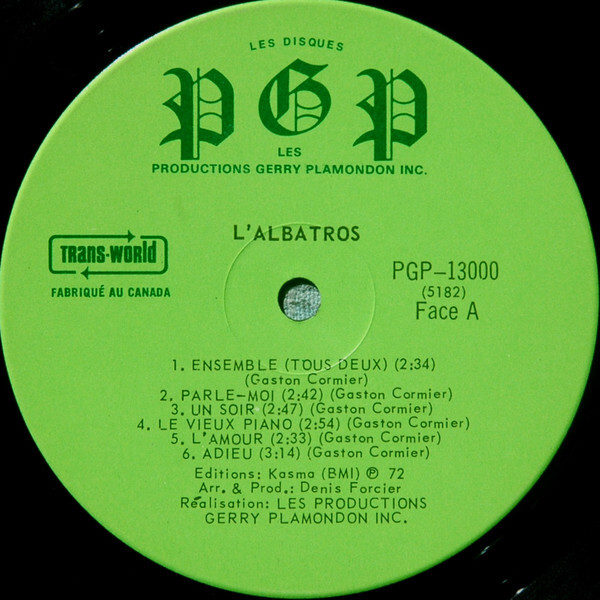 LES DISQUES
PGP
LES
PRODUCTIONS GERRY PLAMONDON INC.
L'ALBATROS
TRANS-WORLD
FABRIQUÉ AU CANADA
PGP-13000
(5182)
Face A
1. ENSEMBLE (TOUS DEUX) (2:34)
(Gaston Cormier)
2. PARLE-MOI (2:42) (Gaston Cormier)
3. UN SOIR (2:47) (Gaston Cormier)
4. LE VIEUX PIANO (2:54) (Gaston Cormier)
5. L'AMOUR (2:33) (Gaston Cormier)
6. ADIEU (3:14) (Gaston Cormier)
Editions: Kasma (BMI) ℗ 72
Arr. & Prod.: Denis Forcier
Réalisation: LES PRODUCTIONS
GERRY PLAMONDON INC.